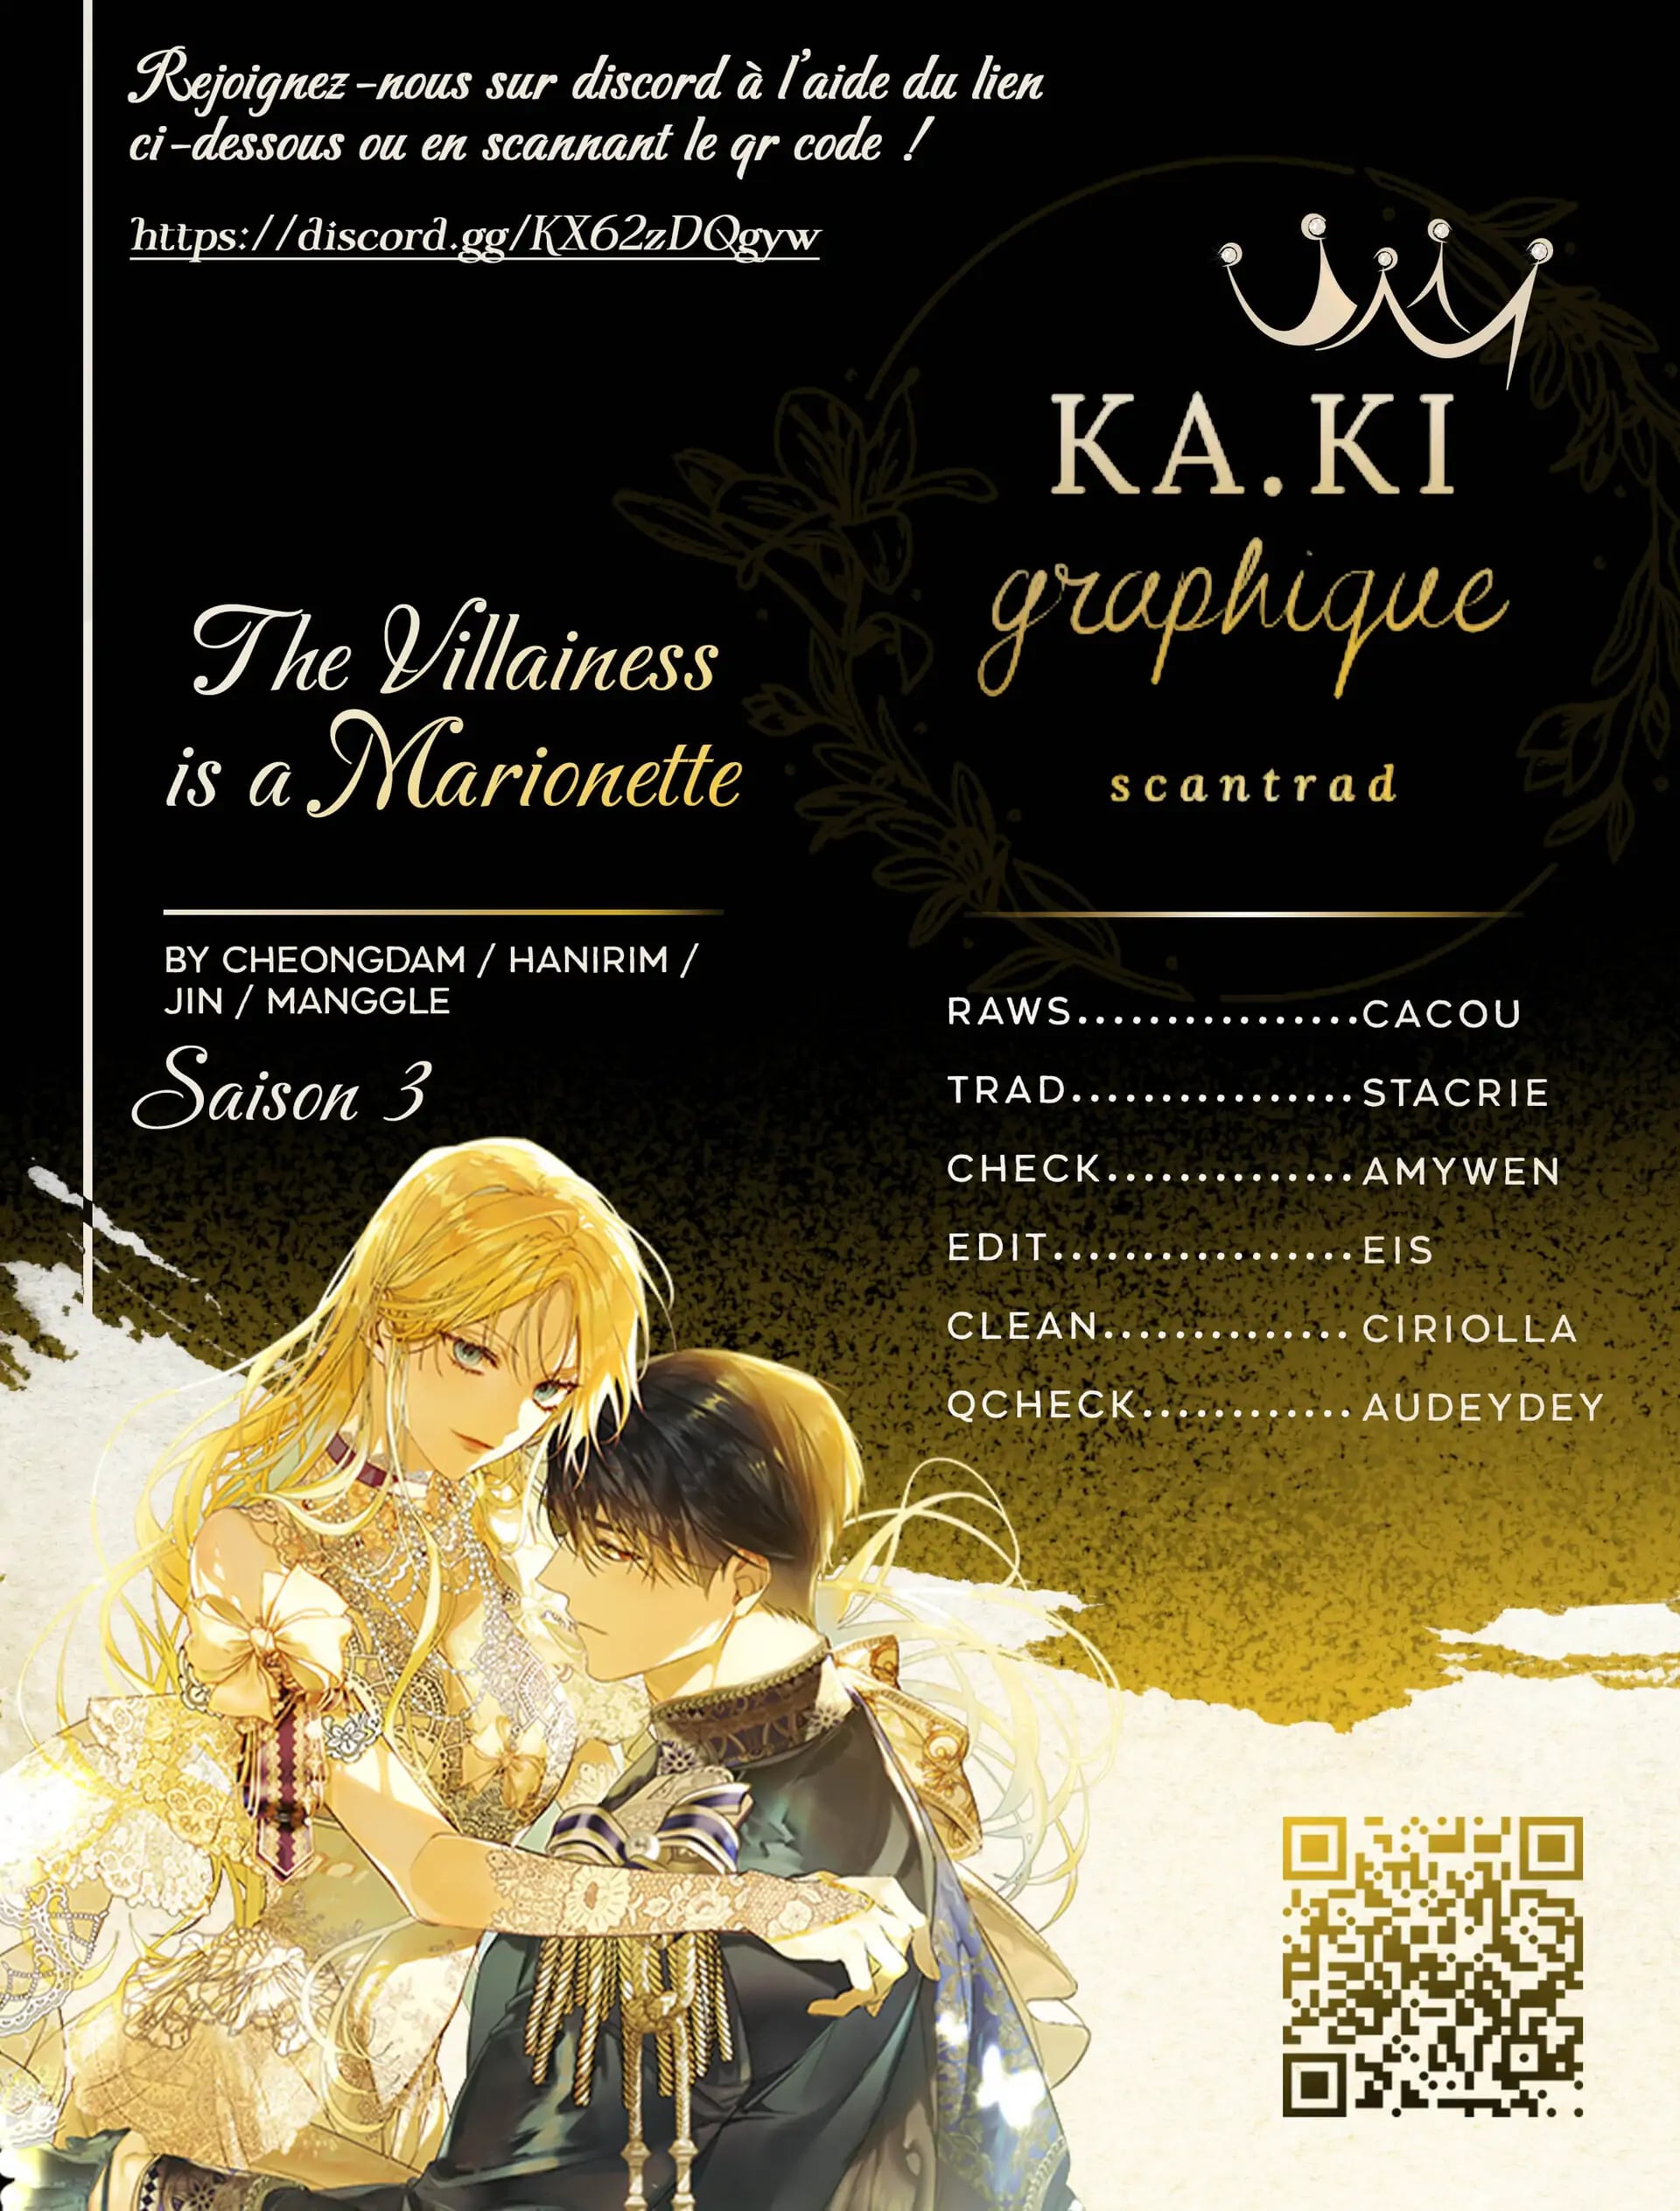 Rejoignez-nous sur discord à l'aide du lien
ci-dessous ou en scannant le qr code !
https://discord.gg/KX62zDQgyw
KA.KI
graphique
scantrad
The Villainess
is a Marionette
BY CHEONGDAM / HANIRIM /
JIN / MANGGLE
Saison 3
RAWS................CACOU
TRAD................STACRIE
CHECK..............AMYWEN
EDIT.................EIS
CLEAN..............CIRIOLLA
QCHECK............AUDEYDEY